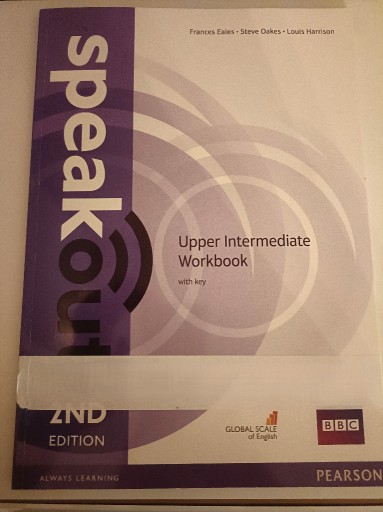 Frances Eales • Steve Oakes • Louis Harrison
speakout
Upper Intermediate
Workbook
with key
2ND
EDITION
GLOBAL SCALE
of English
BBC
ALWAYS LEARNING
PEARSON